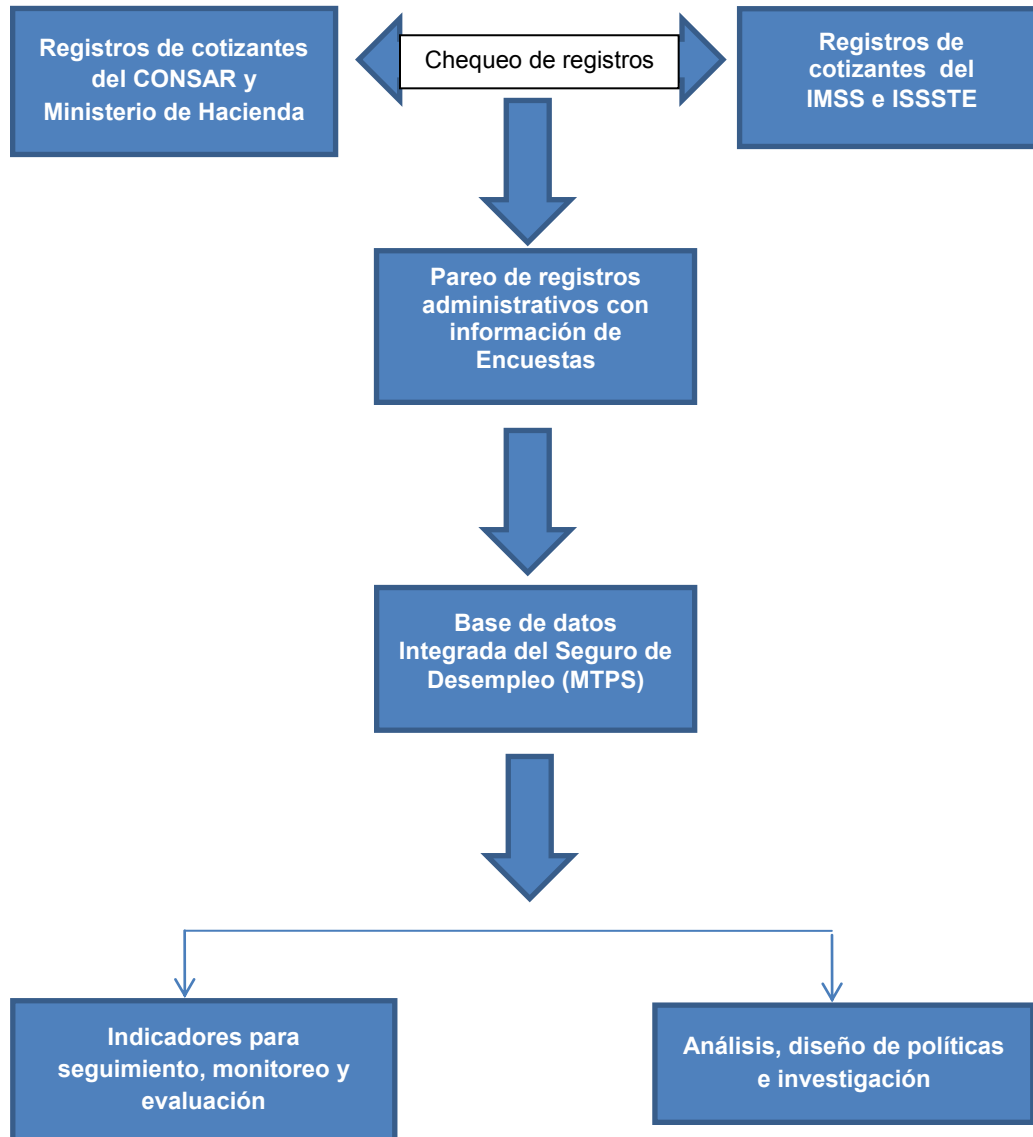 Registros de cotizantes
del CONSAR y
Ministerio de Hacienda
Chequeo de registros
Registros de
cotizantes del
IMSS e ISSSTE
Pareo de registros
administrativos con
información de
Encuestas
Base de datos
Integrada del Seguro de
Desempleo (MTPS)
Indicadores para
seguimiento, monitoreo y
evaluación
Análisis, diseño de políticas
e investigación